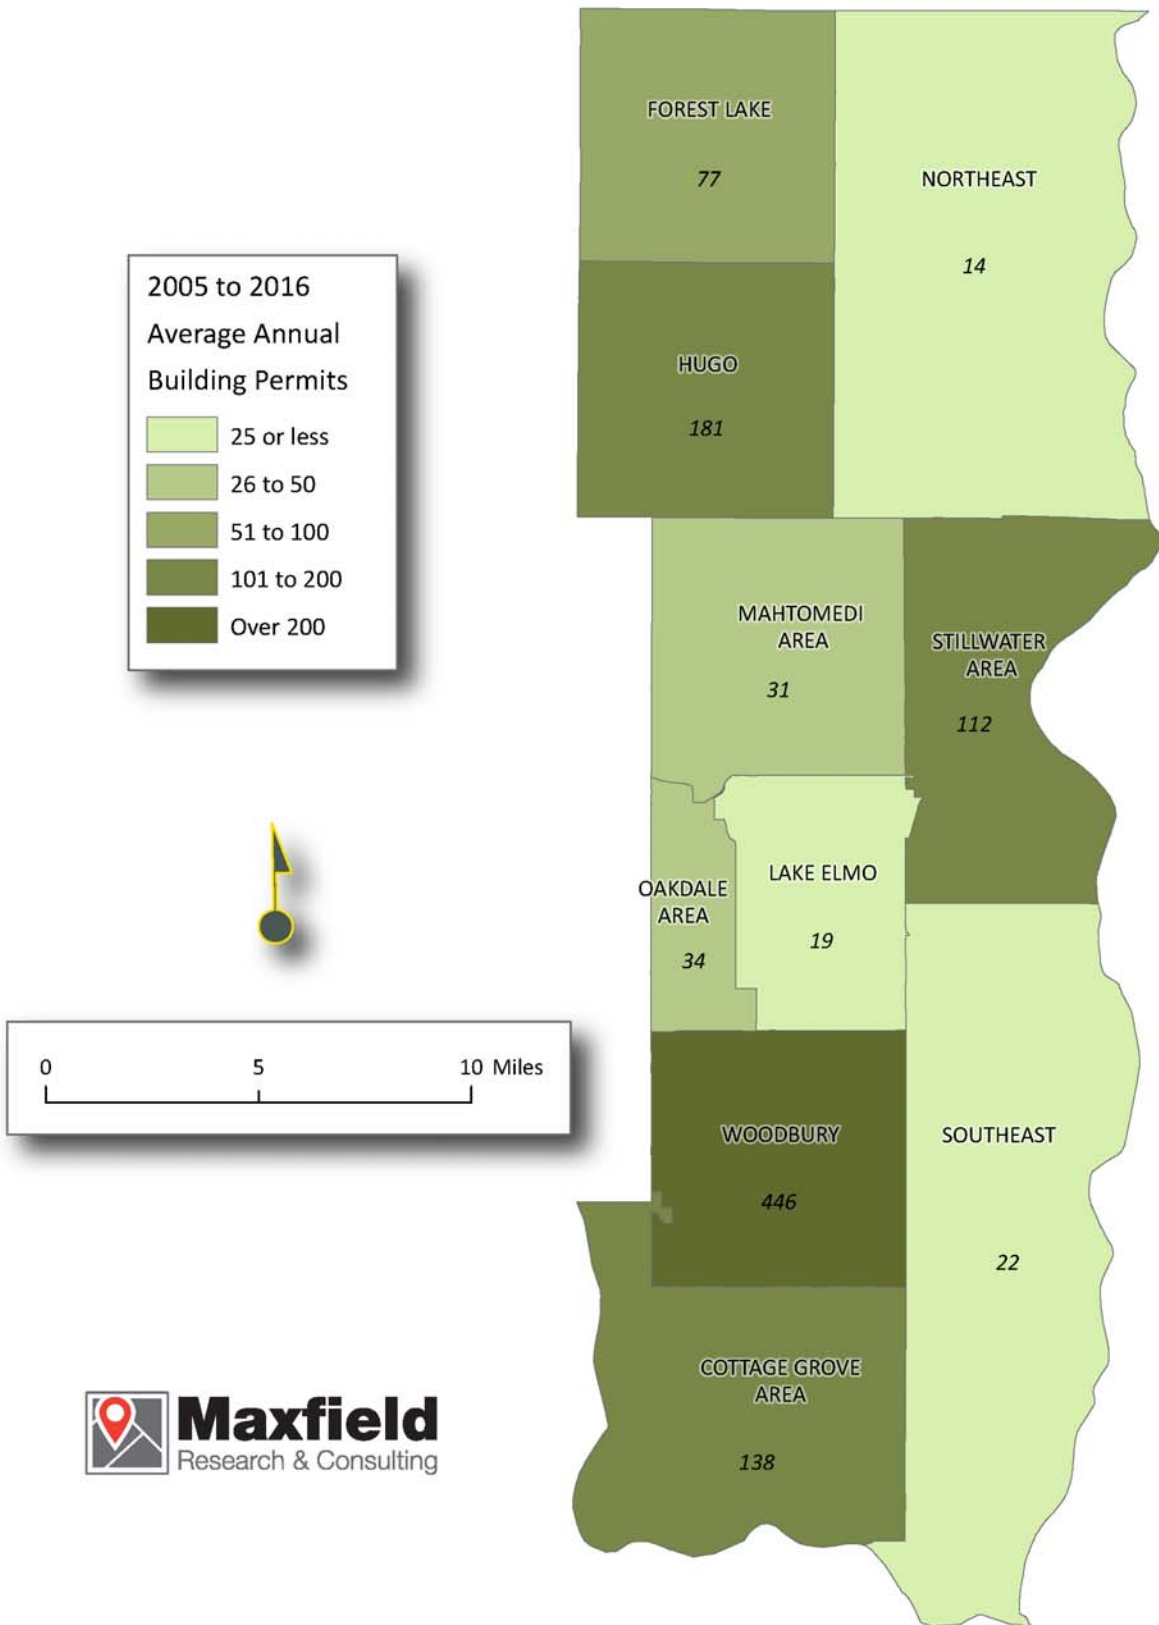 FOREST LAKE
77
NORTHEAST
14
2005 to 2016
Average Annual
Building Permits
25 or less
26 to 50
51 to 100
101 to 200
Over 200
HUGO
181
MAHTOMEDI
AREA
31
STILLWATER
AREA
112
OAKDALE
AREA
34
LAKE ELMO
19
0 5 10 Miles
WOODBURY
446
SOUTHEAST
22
COTTAGE GROVE
AREA
138
Maxfield
Research & Consulting